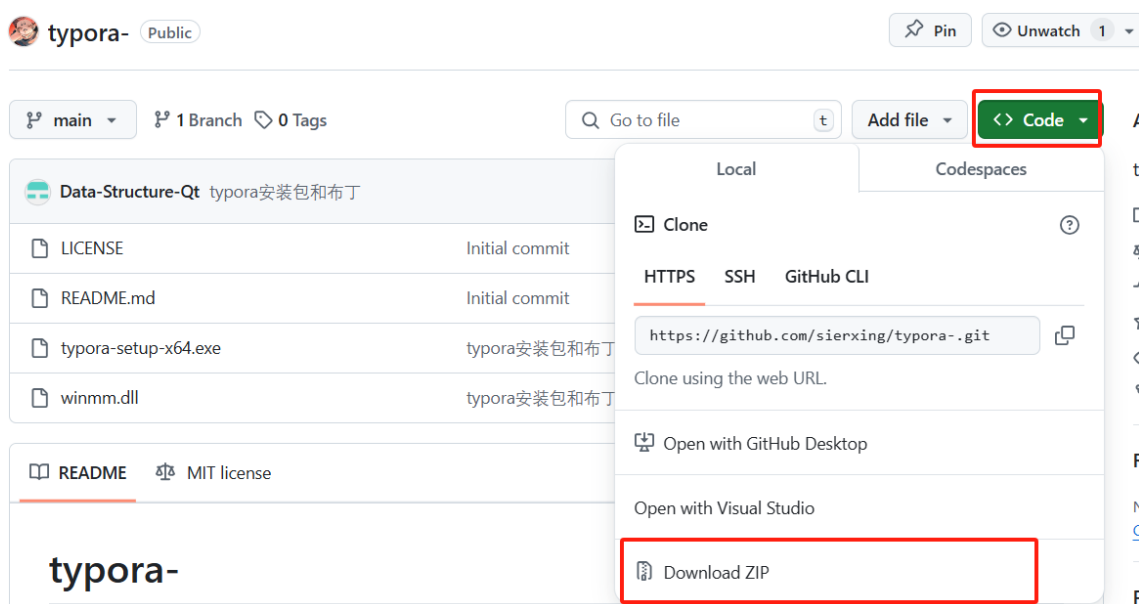 typora- Public Pin Unwatch 1
main 1 Branch 0 Tags Go to file t Add file <> Code
Local Codespaces
Data-Structure-Qt typora安装包和布丁
Clone
LICENSE Initial commit
HTTPS SSH GitHub CLI
README.md Initial commit
https://github.com/sierxing/typora-.git
typora-setup-x64.exe typora安装包和布丁
Clone using the web URL.
winmm.dll typora安装包和布丁
Open with GitHub Desktop
README MIT license
Open with Visual Studio
typora-
Download ZIP